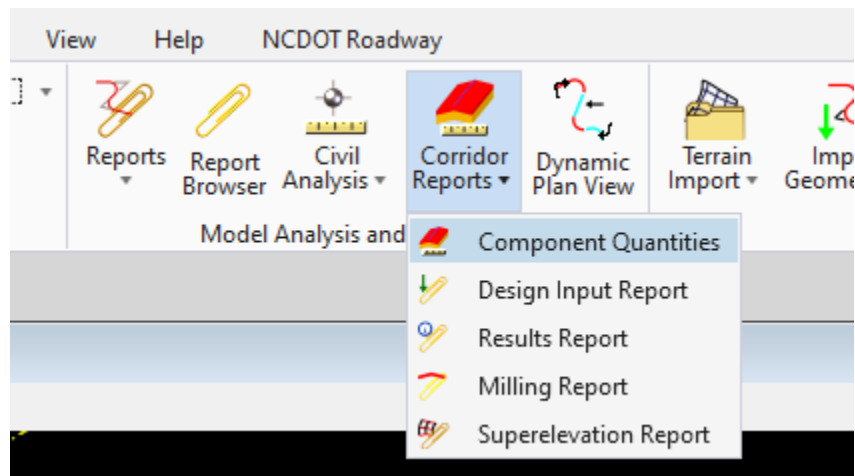 View Help NCDOT Roadway
Reports Report Browser Civil Analysis Corridor Reports Dynamic Plan View Terrain Import
Model Analysis and
Component Quantities
Design Input Report
Results Report
Milling Report
Superelevation Report